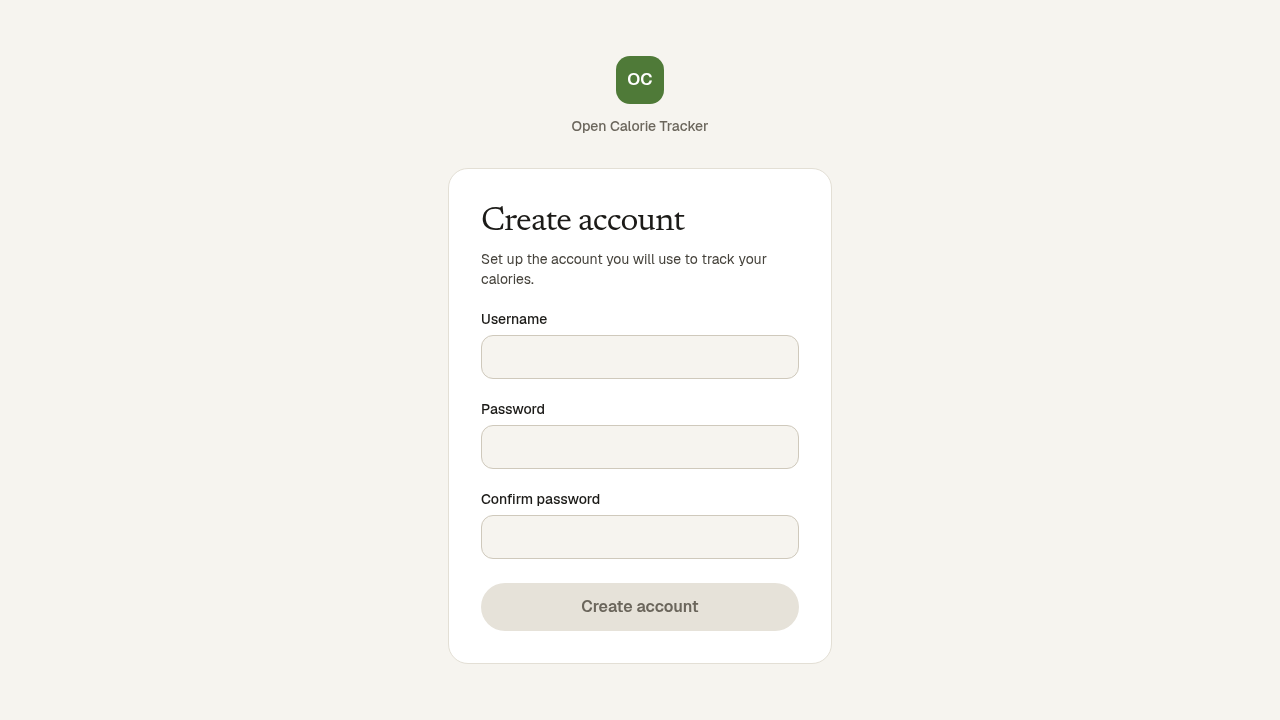 OC
Open Calorie Tracker
Create account
Set up the account you will use to track your
calories.
Username
Password
Confirm password
Create account